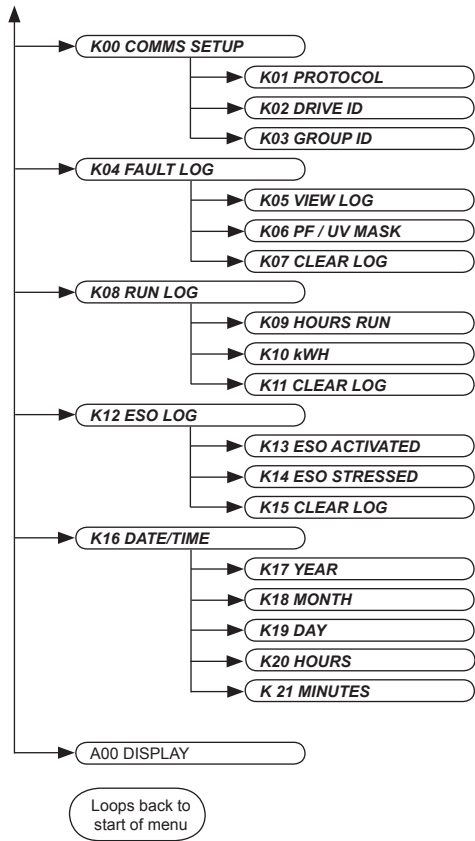 K00 COMMS SETUP
K01 PROTOCOL
K02 DRIVE ID
K03 GROUP ID
K04 FAULT LOG
K05 VIEW LOG
K06 PF / UV MASK
K07 CLEAR LOG
K08 RUN LOG
K09 HOURS RUN
K10 kWH
K11 CLEAR LOG
K12 ESO LOG
K13 ESO ACTIVATED
K14 ESO STRESSED
K15 CLEAR LOG
K16 DATE/TIME
K17 YEAR
K18 MONTH
K19 DAY
K20 HOURS
K 21 MINUTES
A00 DISPLAY
Loops back to
start of menu